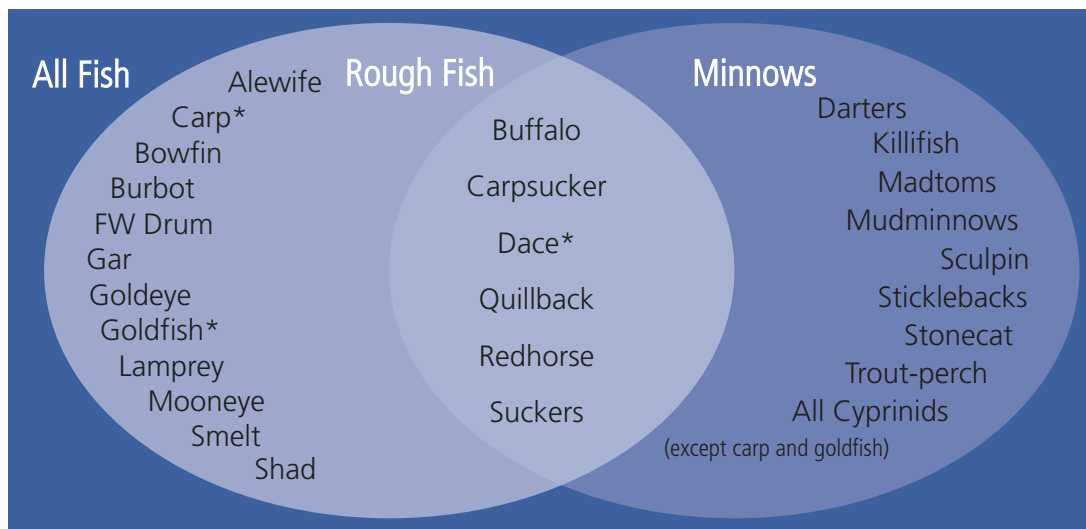 All Fish
Rough Fish
Minnows
Alewife
Carp*
Bowfin
Burbot
FW Drum
Gar
Goldeye
Goldfish*
Lamprey
Mooneye
Smelt
Shad
Buffalo
Carpsucker
Dace*
Quillback
Redhorse
Suckers
Darters
Killifish
Madtoms
Mudminnows
Sculpin
Sticklebacks
Stonecat
Trout-perch
All Cyprinids
(except carp and goldfish)